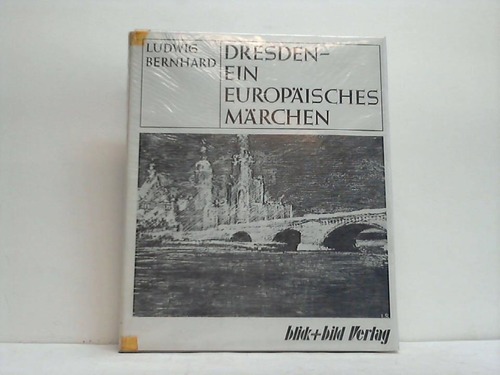 LUDWIG
BERNHARD
DRESDEN–
EIN
EUROPÄISCHES
MÄRCHEN
blick+bild Verlag